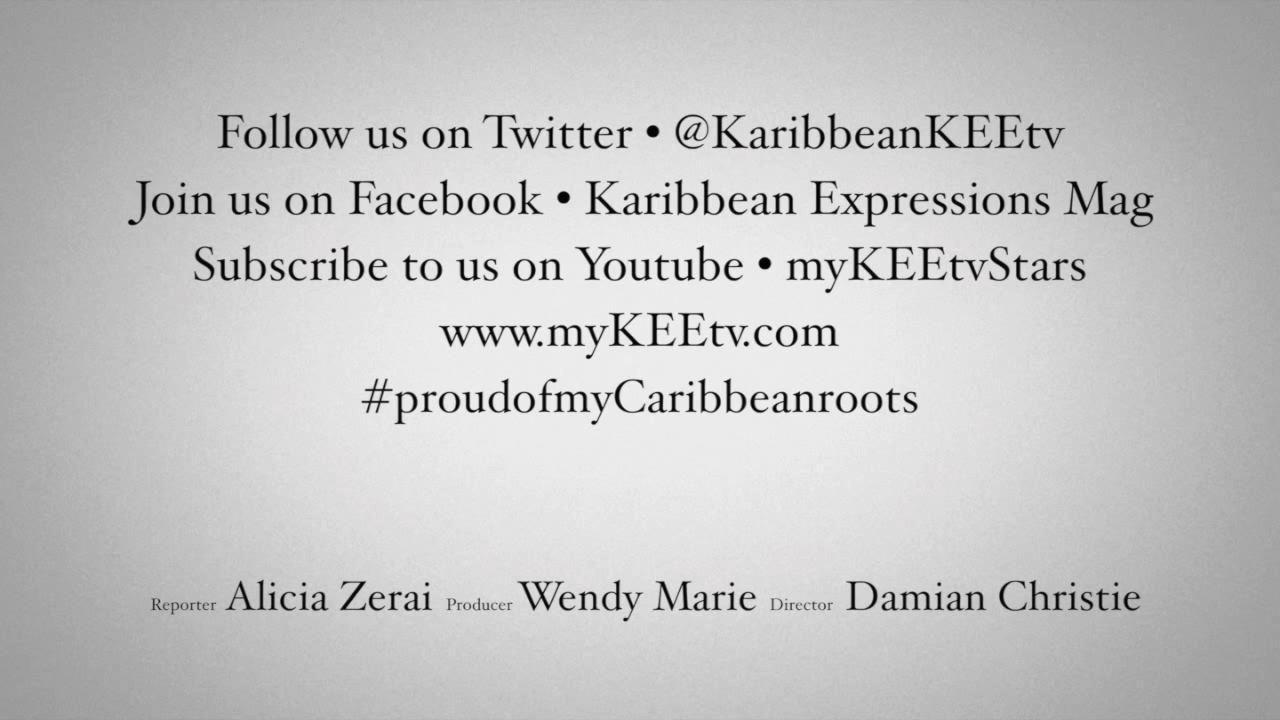 Follow us on Twitter • @KaribbeanKEEtv
Join us on Facebook • Karibbean Expressions Mag
Subscribe to us on Youtube • myKEEtvStars
www.myKEEtv.com
#proudofmyCaribbeanroots
Reporter Alicia Zerai Producer Wendy Marie Director Damian Christie